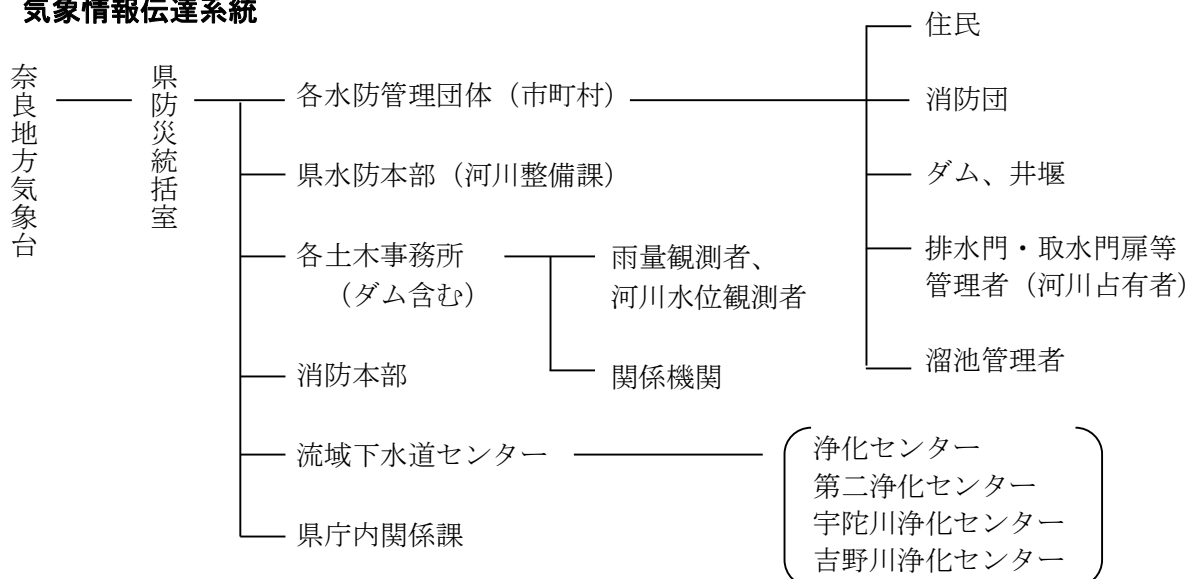 気象情報伝達系統
奈良地方気象台
県防災統括室
各水防管理団体（市町村）
県水防本部（河川整備課）
各土木事務所
（ダム含む）
消防本部
流域下水道センター
県庁内関係課
雨量観測者、
河川水位観測者
関係機関
住民
消防団
ダム、井堰
排水門・取水門扉等
管理者（河川占有者）
溜池管理者
浄化センター
第二浄化センター
宇陀川浄化センター
吉野川浄化センター